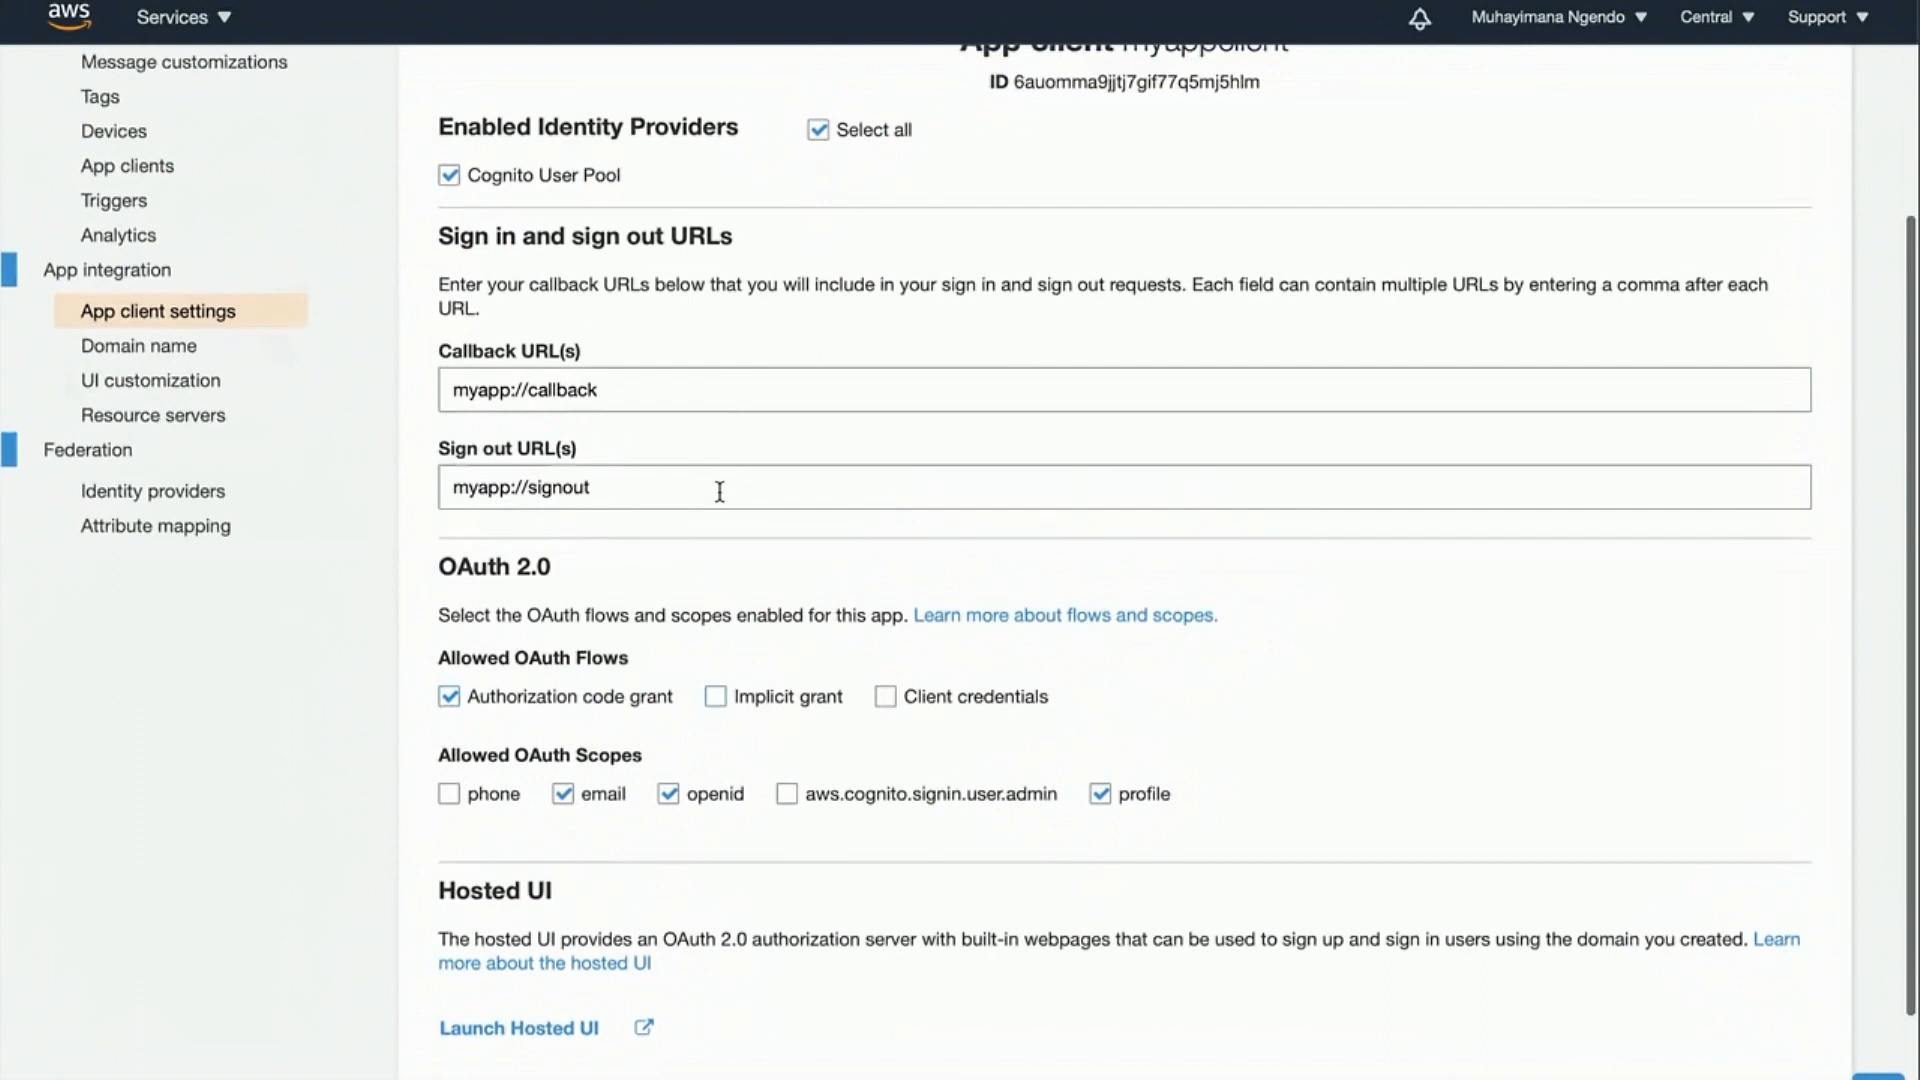 aws
Services
Muhayimana Ngendo
Central
Support
Message customizations
Tags
Devices
App clients
Triggers
Analytics
App integration
App client settings
Domain name
UI customization
Resource servers
Federation
Identity providers
Attribute mapping
App client myappclient
ID 6auomma9jjtj7gif77q5mj5hlm
Enabled Identity Providers
Select all
Cognito User Pool
Sign in and sign out URLs
Enter your callback URLs below that you will include in your sign in and sign out requests. Each field can contain multiple URLs by entering a comma after each
URL.
Callback URL(s)
myapp://callback
Sign out URL(s)
myapp://signout
OAuth 2.0
Select the OAuth flows and scopes enabled for this app. Learn more about flows and scopes.
Allowed OAuth Flows
Authorization code grant
Implicit grant
Client credentials
Allowed OAuth Scopes
phone
email
openid
aws.cognito.signin.user.admin
profile
Hosted UI
The hosted UI provides an OAuth 2.0 authorization server with built-in webpages that can be used to sign up and sign in users using the domain you created. Learn
more about the hosted UI
Launch Hosted UI